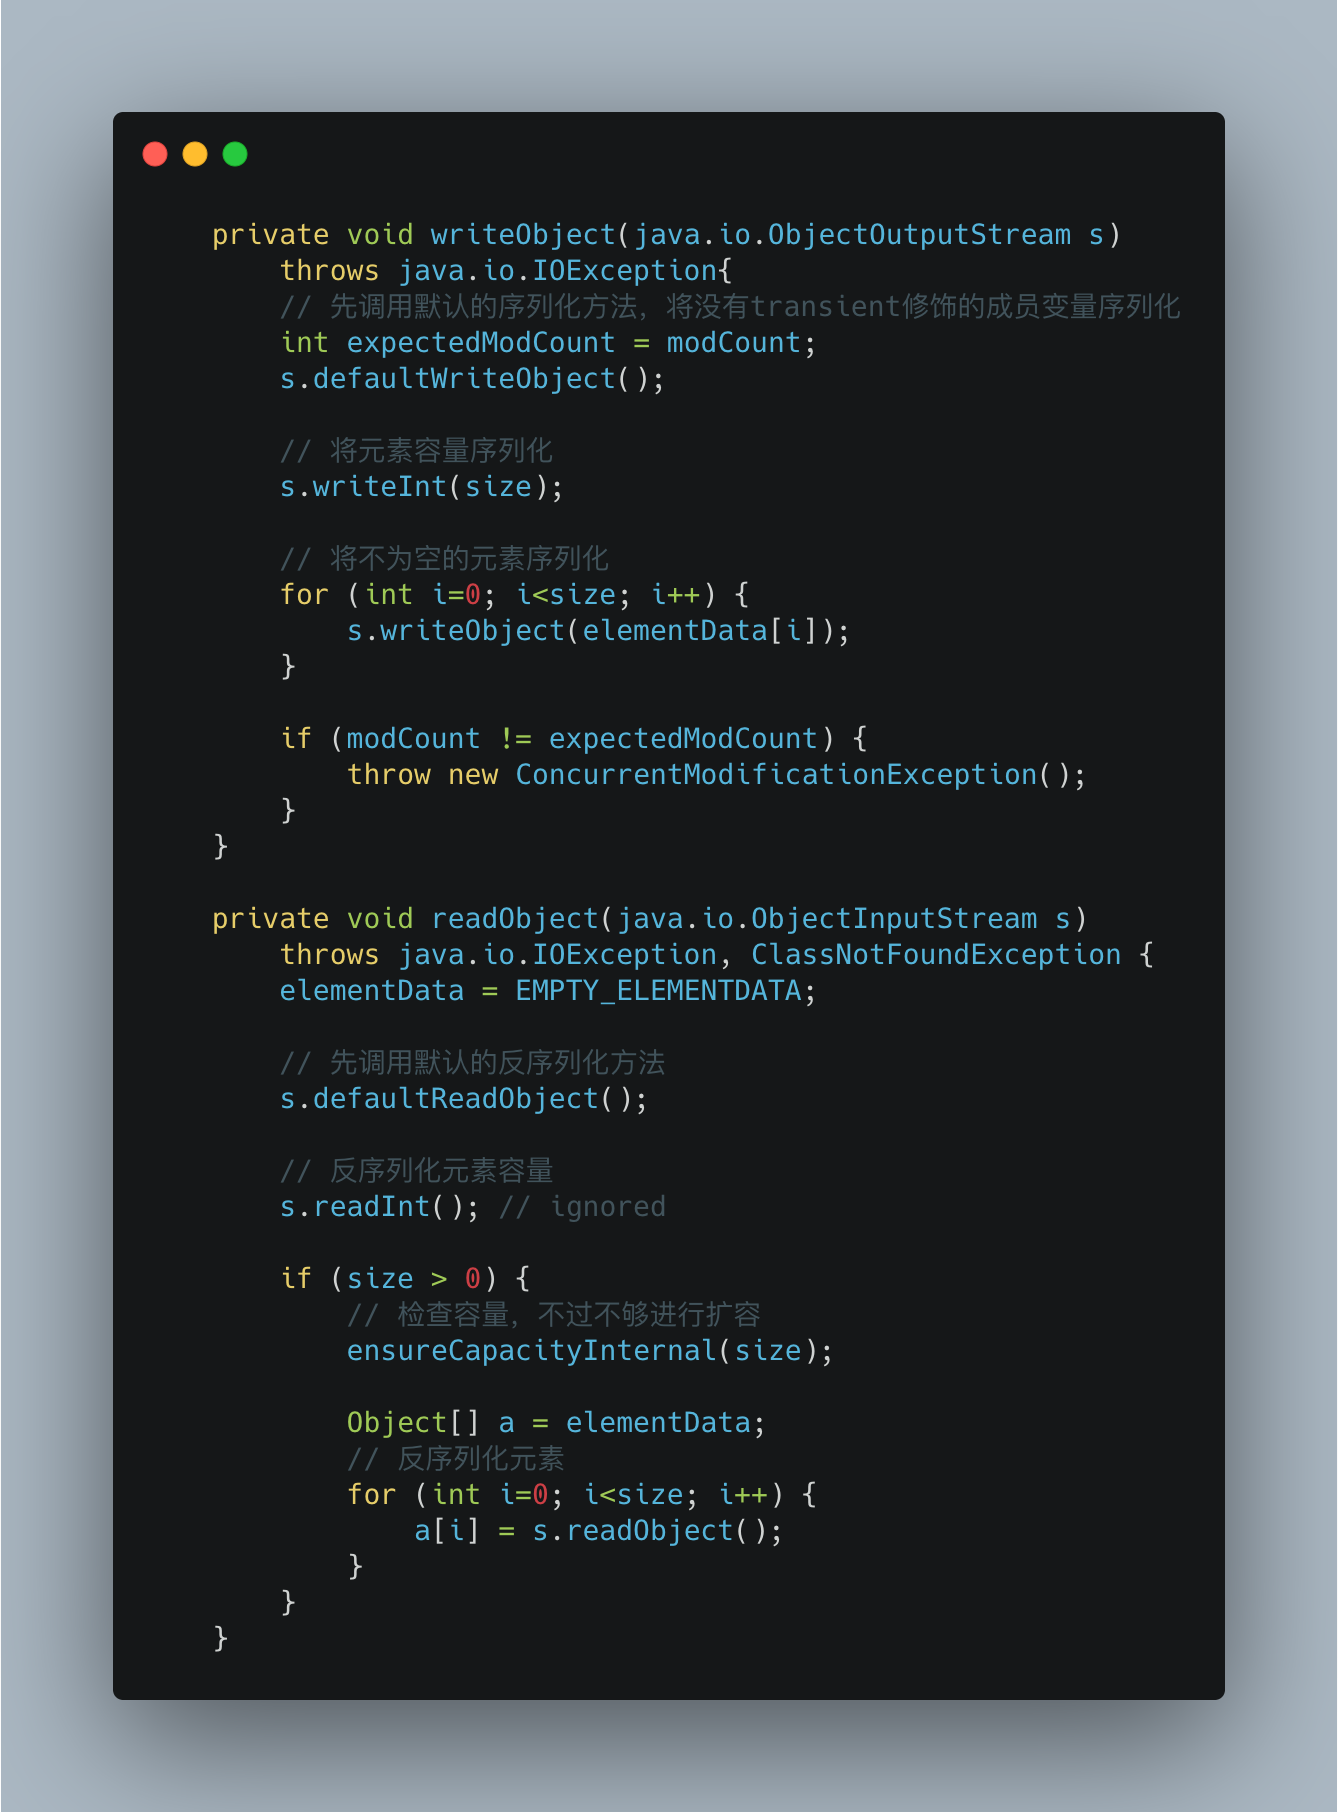 private void writeObject(java.io.ObjectOutputStream s)
throws java.io.IOException{
// 先调用默认的序列化方法，将没有transient修饰的成员变量序列化
int expectedModCount = modCount;
s.defaultWriteObject();
// 将元素容量序列化
s.writeInt(size);
// 将不为空的元素序列化
for (int i=0; i<size; i++) {
s.writeObject(elementData[i]);
}
if (modCount != expectedModCount) {
throw new ConcurrentModificationException();
}
}
private void readObject(java.io.ObjectInputStream s)
throws java.io.IOException, ClassNotFoundException {
elementData = EMPTY_ELEMENTDATA;
// 先调用默认的反序列化方法
s.defaultReadObject();
// 反序列化元素容量
s.readInt(); // ignored
if (size > 0) {
// 检查容量，不过不够进行扩容
ensureCapacityInternal(size);
Object[] a = elementData;
// 反序列化元素
for (int i=0; i<size; i++) {
a[i] = s.readObject();
}
}
}